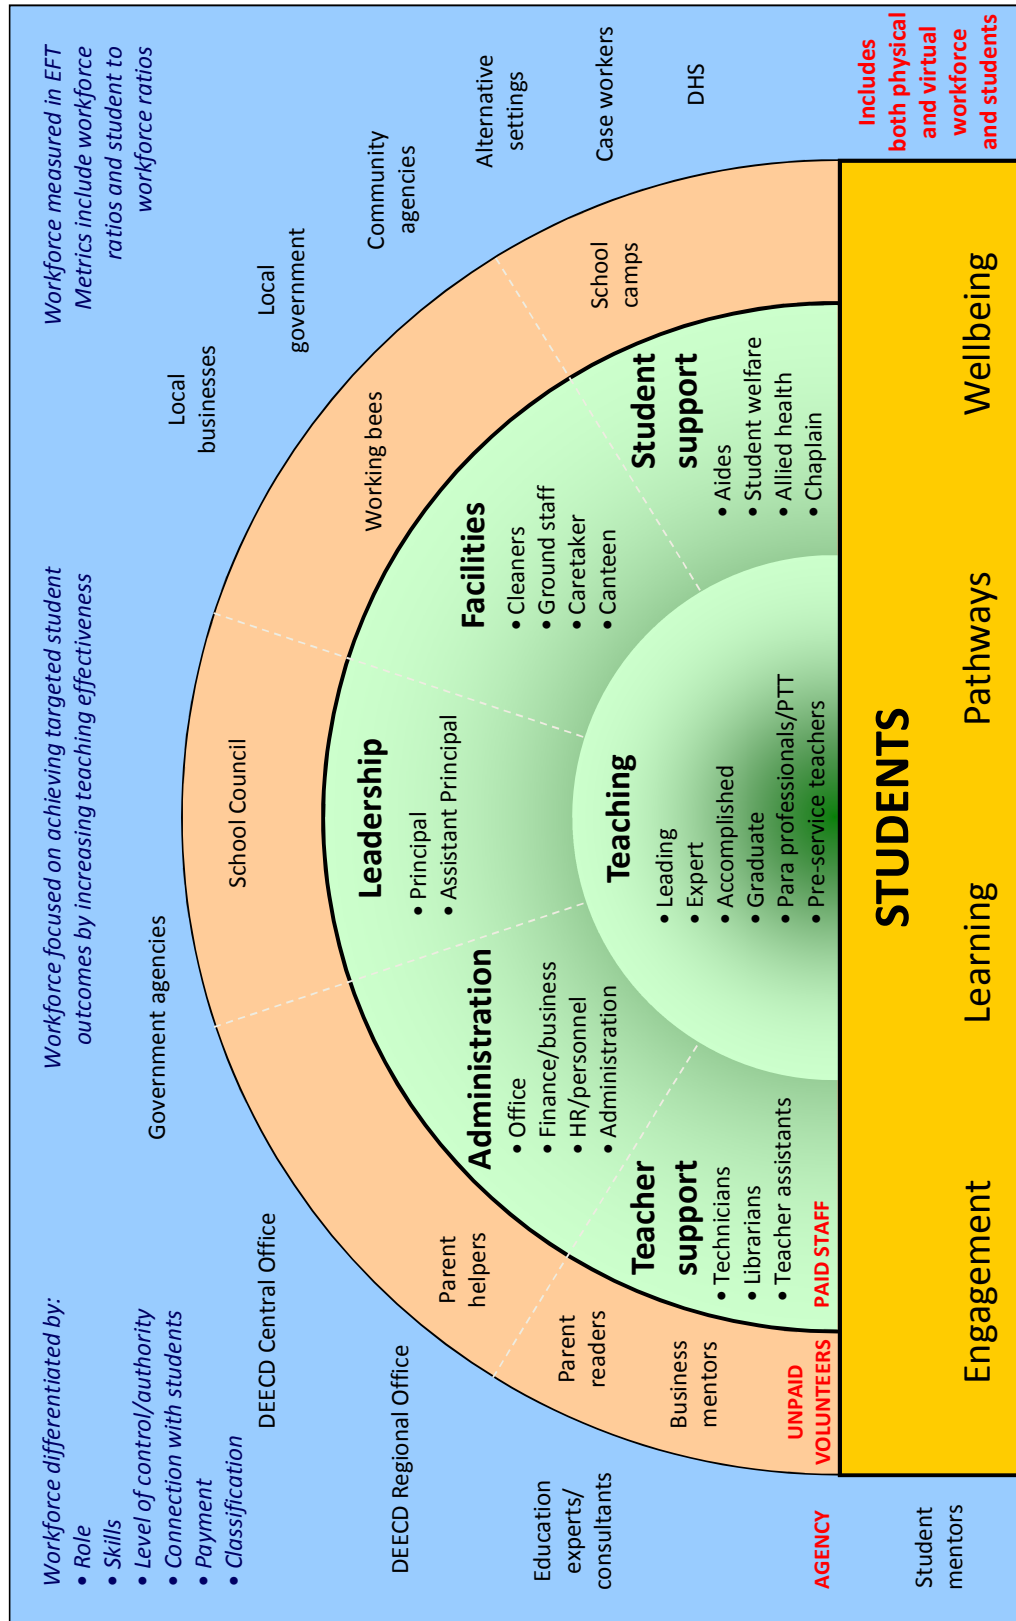 Workforce differentiated by:
• Role
• Skills
• Level of control/authority
• Connection with students
• Payment
• Classification
Workforce focused on achieving targeted student
outcomes by increasing teaching effectiveness
Workforce measured in EFT
Metrics include workforce
ratios and student to
workforce ratios
Government agencies
Local
businesses
DEECD Central Office
Local
government
DEECD Regional Office
Community
agencies
Education
experts/
consultants
Alternative
settings
Case workers
DHS
AGENCY
Student
mentors
Includes
both physical
and virtual
workforce
and students
School Council
Working bees
Parent
helpers
Parent
readers
Business
mentors
School
camps
UNPAID
VOLUNTEERS
Leadership
• Principal
• Assistant Principal
Administration
• Office
• Finance/business
• HR/personnel
• Administration
Facilities
• Cleaners
• Ground staff
• Caretaker
• Canteen
Teacher
support
• Technicians
• Librarians
• Teacher assistants
PAID STAFF
Teaching
• Leading
• Expert
• Accomplished
• Graduate
• Para professionals/PTT
• Pre-service teachers
Student
support
• Aides
• Student welfare
• Allied health
• Chaplain
STUDENTS
Engagement Learning Pathways Wellbeing